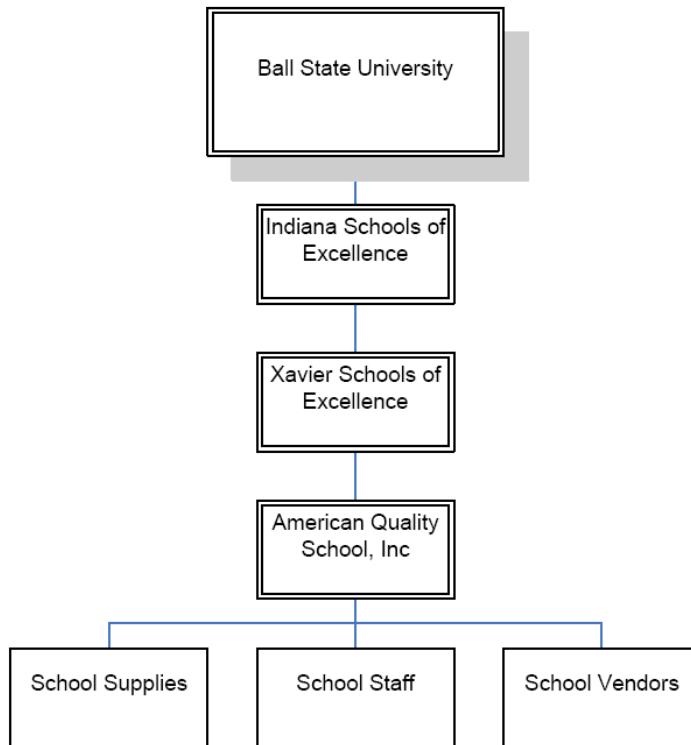 Ball State University
Indiana Schools of
Excellence
Xavier Schools of
Excellence
American Quality
School, Inc
School Supplies
School Staff
School Vendors